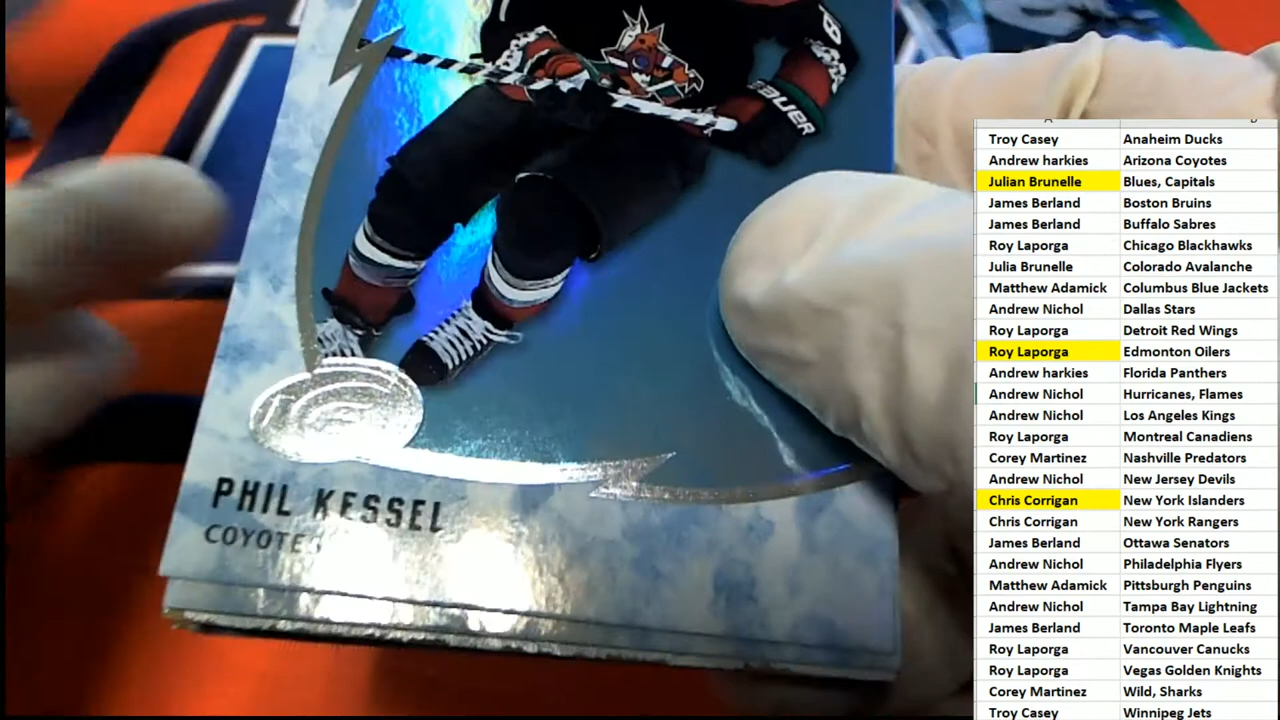 BAUER
PHIL KESSEL
COYOTES
Troy Casey Anaheim Ducks
Andrew harkies Arizona Coyotes
Julian Brunelle Blues, Capitals
James Berland Boston Bruins
James Berland Buffalo Sabres
Roy Laporga Chicago Blackhawks
Julia Brunelle Colorado Avalanche
Matthew Adamick Columbus Blue Jackets
Andrew Nichol Dallas Stars
Roy Laporga Detroit Red Wings
Roy Laporga Edmonton Oilers
Andrew harkies Florida Panthers
Andrew Nichol Hurricanes, Flames
Andrew Nichol Los Angeles Kings
Roy Laporga Montreal Canadiens
Corey Martinez Nashville Predators
Andrew Nichol New Jersey Devils
Chris Corrigan New York Islanders
Chris Corrigan New York Rangers
James Berland Ottawa Senators
Andrew Nichol Philadelphia Flyers
Matthew Adamick Pittsburgh Penguins
Andrew Nichol Tampa Bay Lightning
James Berland Toronto Maple Leafs
Roy Laporga Vancouver Canucks
Roy Laporga Vegas Golden Knights
Corey Martinez Wild, Sharks
Troy Casey Winnipeg Jets